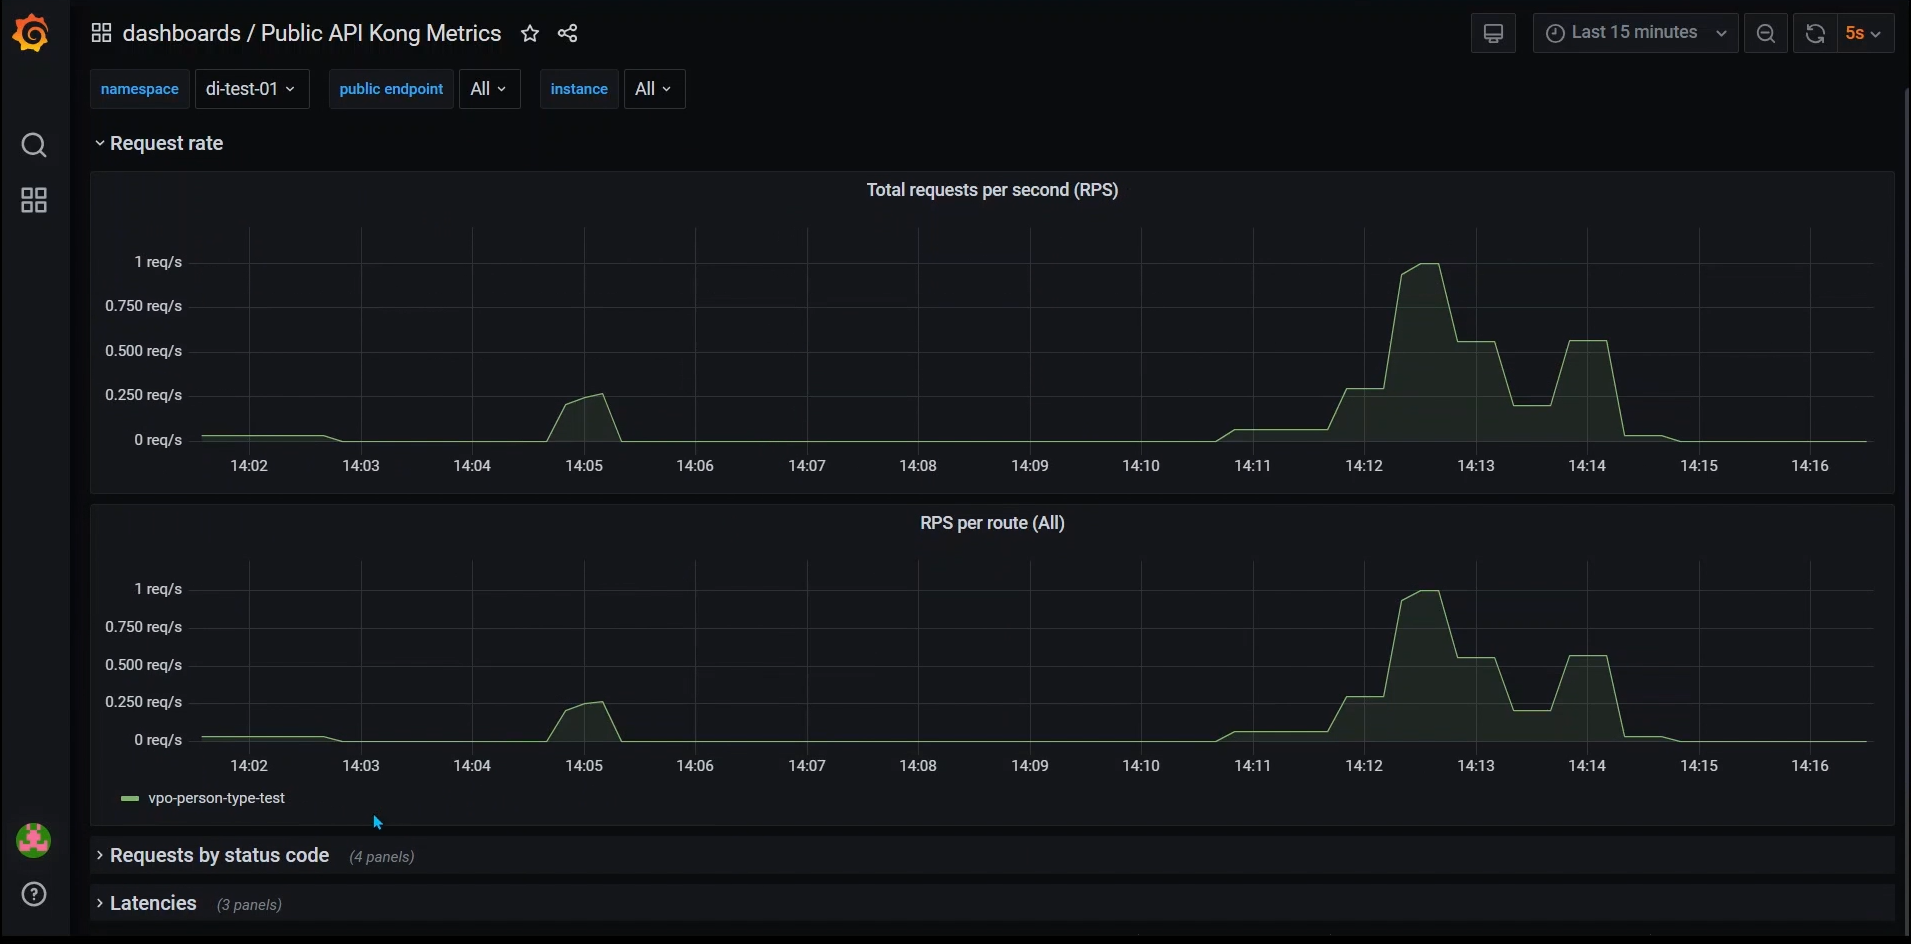 dashboards / Public API Kong Metrics
Last 15 minutes
5s
namespace di-test-01 public endpoint All instance All
Request rate
Total requests per second (RPS)
1 req/s
0.750 req/s
0.500 req/s
0.250 req/s
0 req/s
14:02 14:03 14:04 14:05 14:06 14:07 14:08 14:09 14:10 14:11 14:12 14:13 14:14 14:15 14:16
RPS per route (All)
1 req/s
0.750 req/s
0.500 req/s
0.250 req/s
0 req/s
14:02 14:03 14:04 14:05 14:06 14:07 14:08 14:09 14:10 14:11 14:12 14:13 14:14 14:15 14:16
vpo-person-type-test
Requests by status code (4 panels)
Latencies (3 panels)